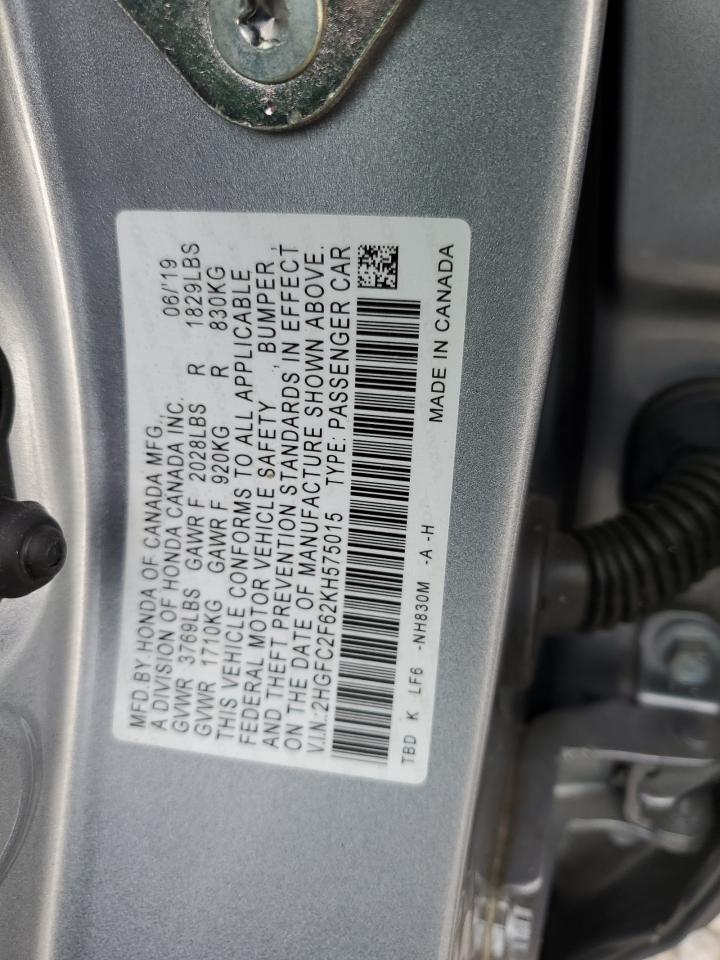 MFD.BY HONDA OF CANADA MFG., 06/'19
A DIVISION OF HONDA CANADA INC.
GVWR 3769LBS GAWR F 2028LBS R 1829LBS
GVWR 1710KG GAWR F 920KG R 830KG
THIS VEHICLE CONFORMS TO ALL APPLICABLE
FEDERAL MOTOR VEHICLE SAFETY , BUMPER ,
AND THEFT PREVENTION STANDARDS IN EFFECT
ON THE DATE OF MANUFACTURE SHOWN ABOVE.
V.I.N.:2HGFC2F62KH575015 TYPE: PASSENGER CAR
TBD K LF6 -NH830M -A -H MADE IN CANADA